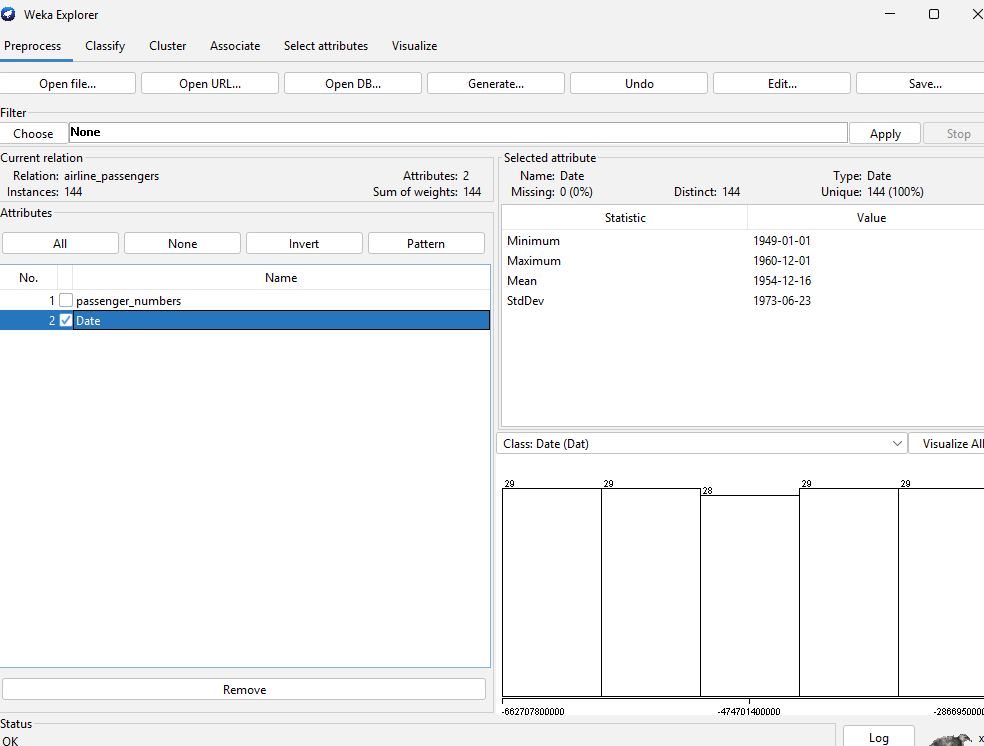 Weka Explorer
Preprocess Classify Cluster Associate Select attributes Visualize
Open file... Open URL... Open DB... Generate... Undo Edit... Save...
Filter
Choose None Apply Stop
Current relation
Relation: airline_passengers Attributes: 2
Instances: 144 Sum of weights: 144
Attributes
All None Invert Pattern
No. Name
1 passenger_numbers
2 Date
Remove
Selected attribute
Name: Date Type: Date
Missing: 0 (0%) Distinct: 144 Unique: 144 (100%)
Statistic Value
Minimum 1949-01-01
Maximum 1960-12-01
Mean 1954-12-16
StdDev 1973-06-23
Class: Date (Dat) Visualize All
29 29 28 29 29
-662707800000 -474701400000 -2866950000
Status
OK
Log x